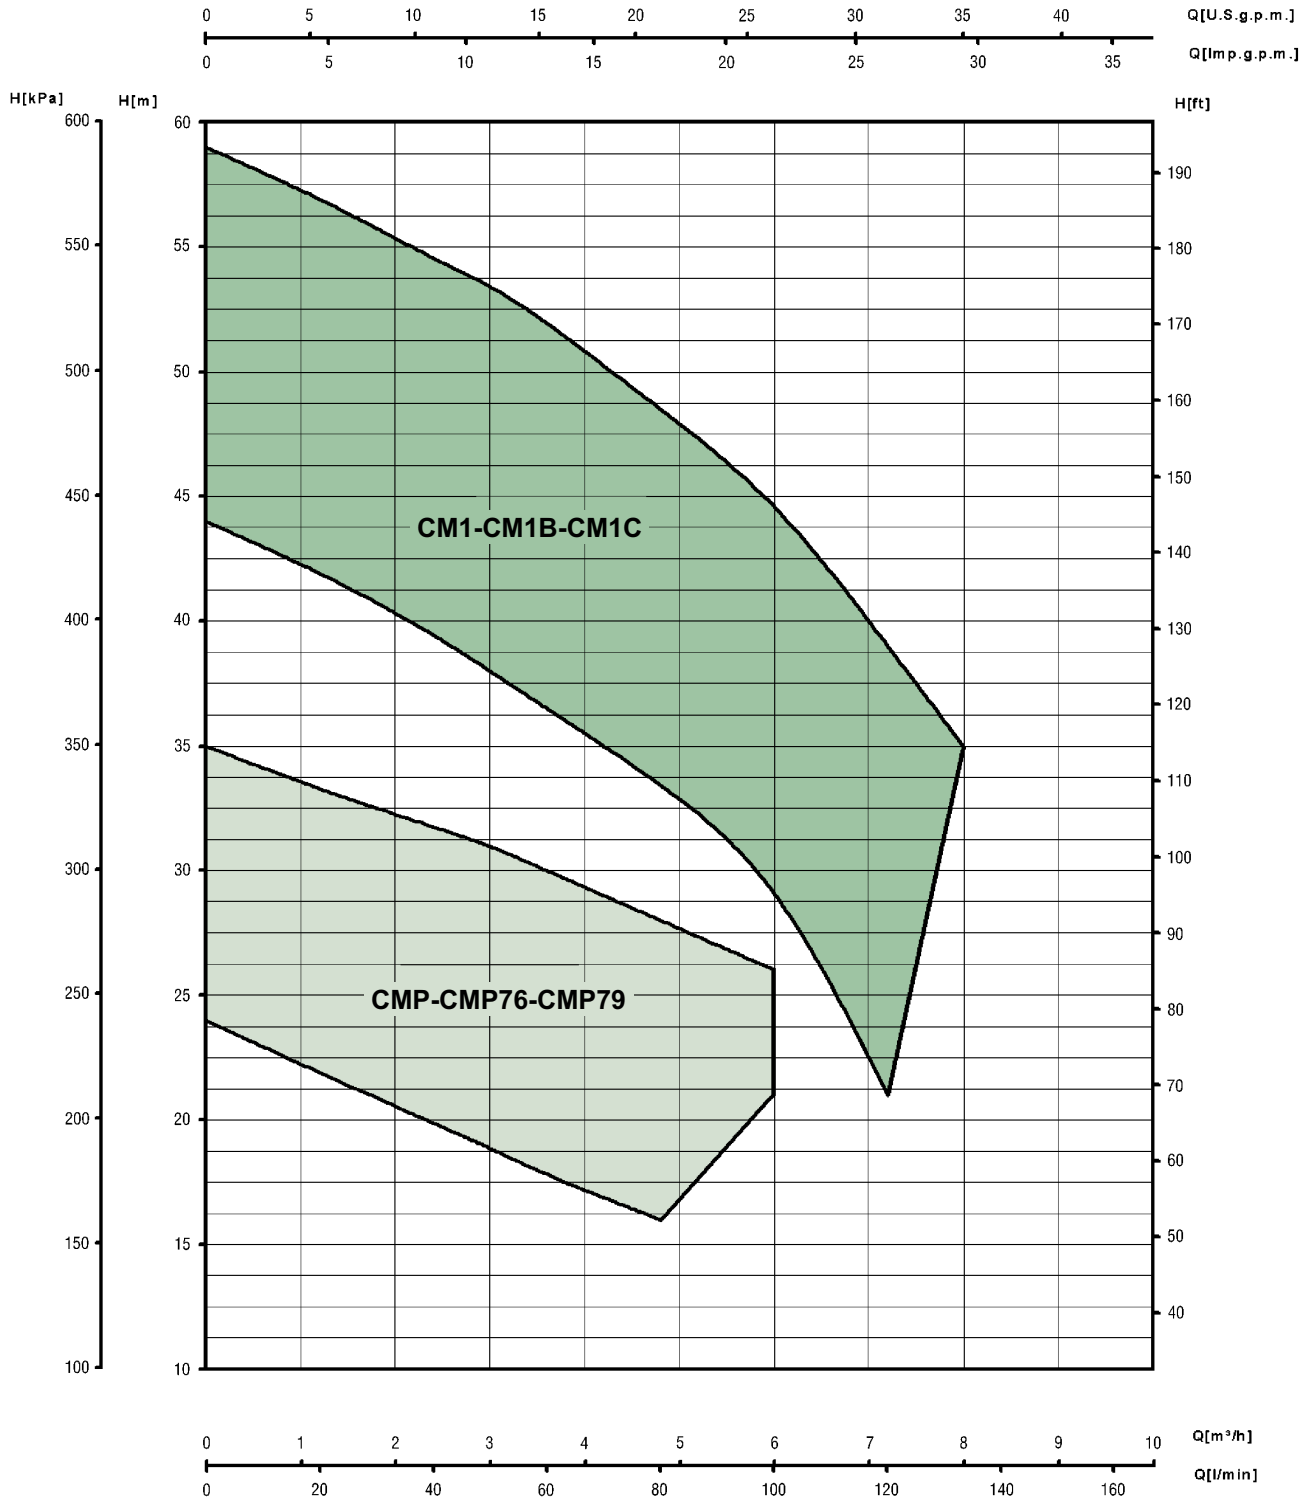 0 5 10 15 20 25 30 35 40 Q[U.S.g.p.m.]
0 5 10 15 20 25 30 35 Q[Imp.g.p.m.]
H[kPa] H[m] H[ft]
600 60
190
550 55 180
170
500 50
160
150
450 45
CM1-CM1B-CM1C
140
400 40 130
120
350 35
110
300 30 100
90
250 25
CMP-CMP76-CMP79
80
70
200 20
60
150 15 50
40
100 10
0 1 2 3 4 5 6 7 8 9 10 Q[m³/h]
0 20 40 60 80 100 120 140 160 Q[l/min]